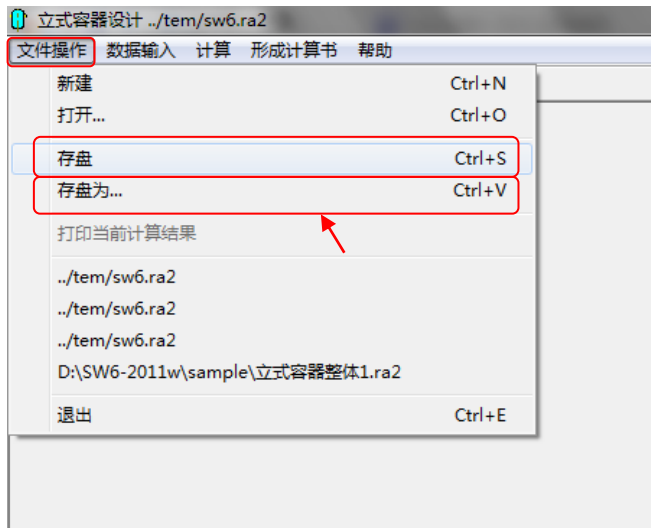 立式容器设计 ../tem/sw6.ra2
文件操作 数据输入 计算 形成计算书 帮助
新建 Ctrl+N
打开... Ctrl+O
存盘 Ctrl+S
存盘为... Ctrl+V
打印当前计算结果
../tem/sw6.ra2
../tem/sw6.ra2
../tem/sw6.ra2
D:\SW6-2011w\sample\立式容器整体1.ra2
退出 Ctrl+E